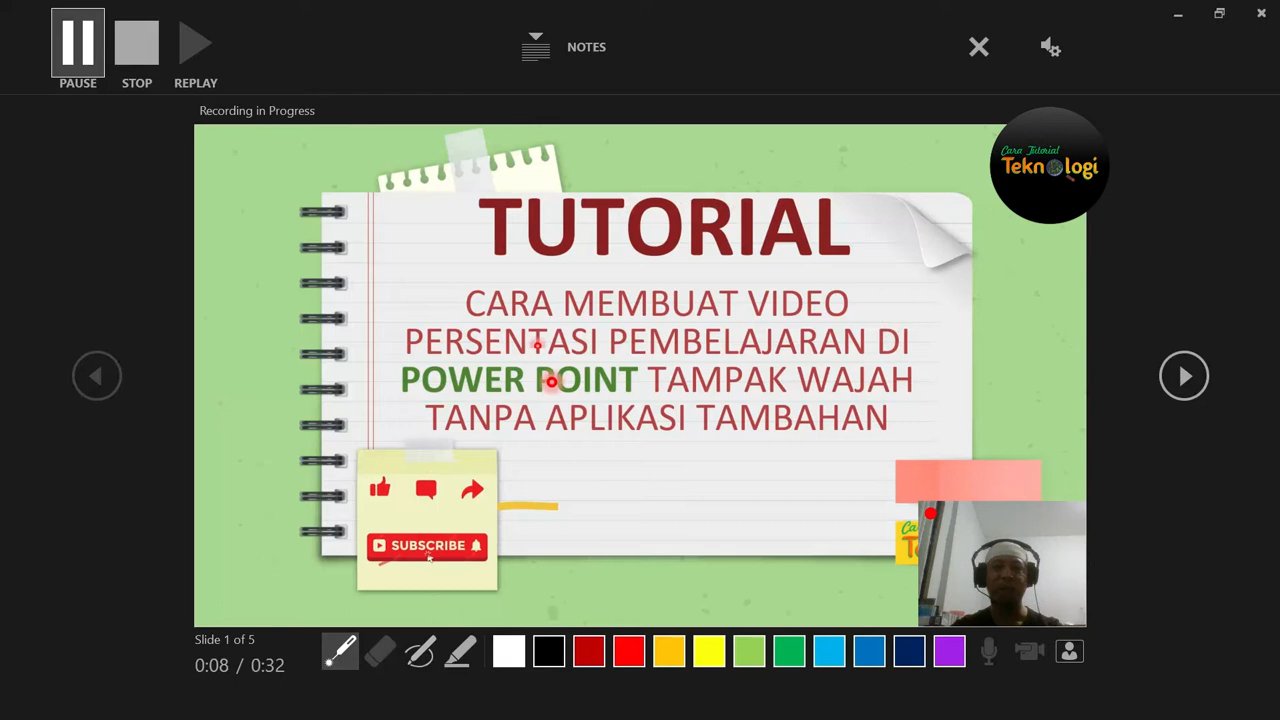 PAUSE STOP REPLAY
NOTES
Recording in Progress
Cara Tutorial
Teknologi
TUTORIAL
CARA MEMBUAT VIDEO
PERSENTASI PEMBELAJARAN DI
POWER POINT TAMPAK WAJAH
TANPA APLIKASI TAMBAHAN
SUBSCRIBE
Slide 1 of 5
0:08 / 0:32